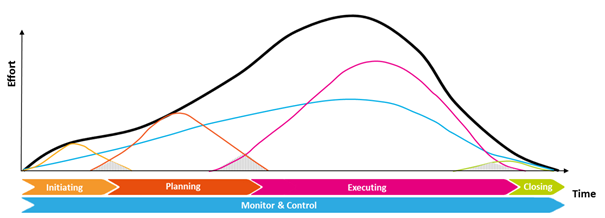 Effort
Initiating
Planning
Executing
Closing
Time
Monitor & Control